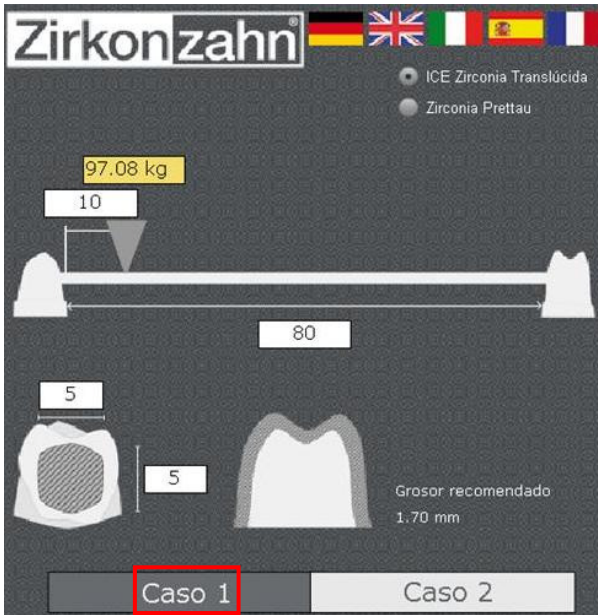 Zirkonzahn®
ICE Zirconia Translúcida
Zirconia Prettau
97.08 kg
10
80
5
5
Grosor recomendado
1.70 mm
Caso 1
Caso 2